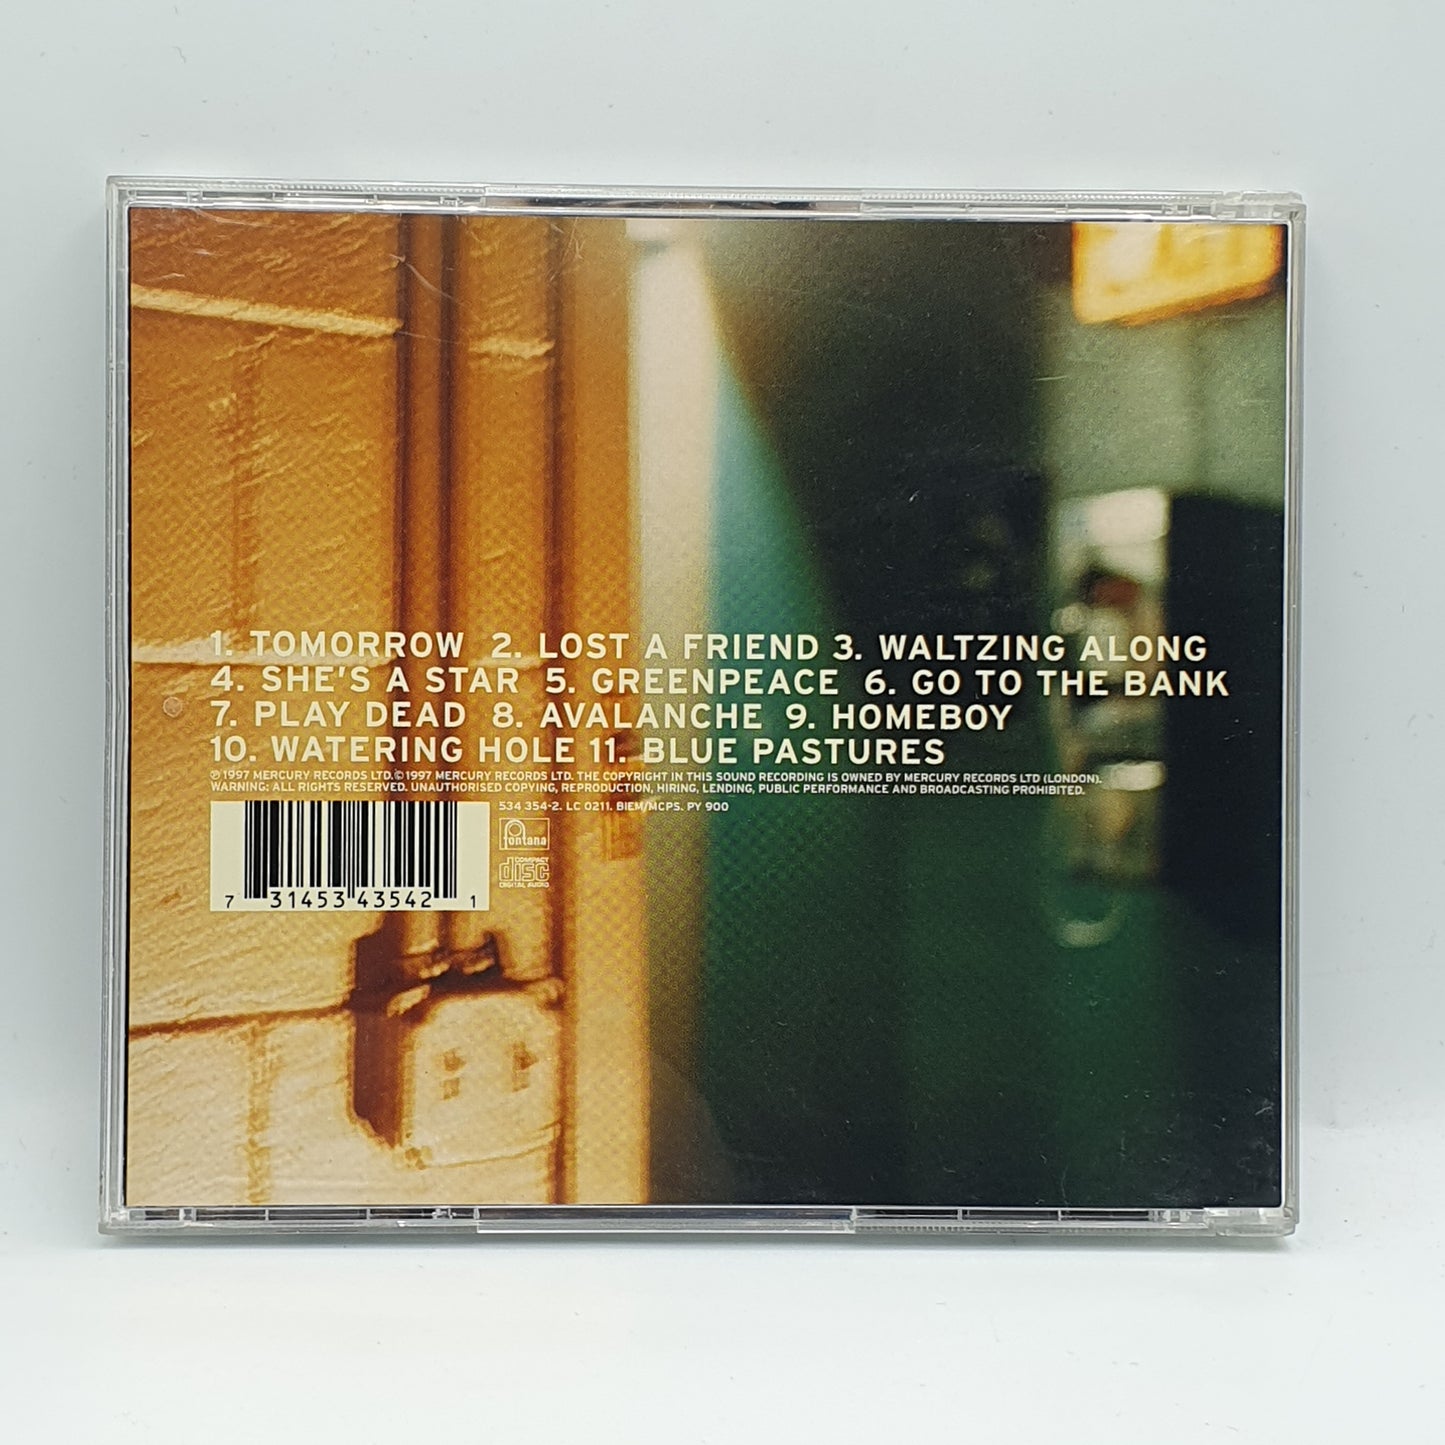 1. TOMORROW 2. LOST A FRIEND 3. WALTZING ALONG
4. SHE'S A STAR 5. GREENPEACE 6. GO TO THE BANK
7. PLAY DEAD 8. AVALANCHE 9. HOMEBOY
10. WATERING HOLE 11. BLUE PASTURES
℗1997 MERCURY RECORDS LTD.©1997 MERCURY RECORDS LTD. THE COPYRIGHT IN THIS SOUND RECORDING IS OWNED BY MERCURY RECORDS LTD (LONDON).
WARNING: ALL RIGHTS RESERVED. UNAUTHORISED COPYING, REPRODUCTION, HIRING, LENDING, PUBLIC PERFORMANCE AND BROADCASTING PROHIBITED.
534 354-2. LC 0211. BIEM/MCPS. PY 900
fontana
COMPACT
disc
DIGITAL AUDIO
7 31453 43542 1